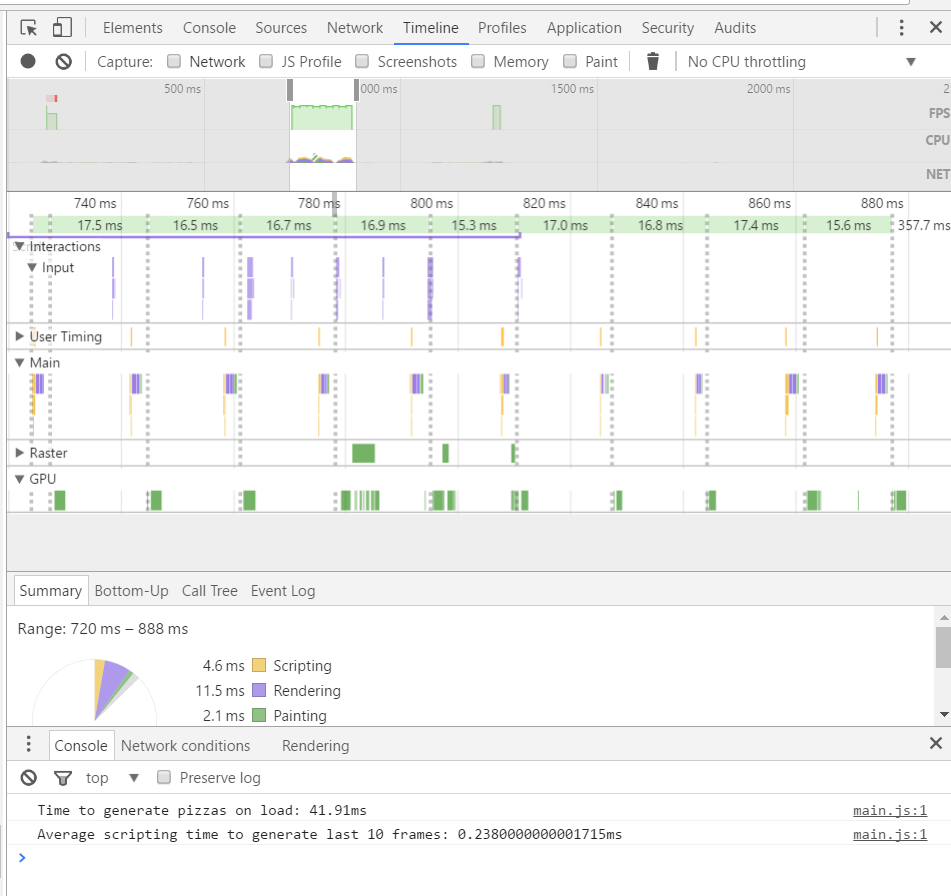 Elements Console Sources Network Timeline Profiles Application Security Audits
Capture: Network JS Profile Screenshots Memory Paint No CPU throttling
500 ms 000 ms 1500 ms 2000 ms 2
FPS
CPU
NET
740 ms 760 ms 780 ms 800 ms 820 ms 840 ms 860 ms 880 ms
17.5 ms 16.5 ms 16.7 ms 16.9 ms 15.3 ms 17.0 ms 16.8 ms 17.4 ms 15.6 ms 357.7 ms
Interactions
Input
User Timing
Main
Raster
GPU
Summary Bottom-Up Call Tree Event Log
Range: 720 ms – 888 ms
4.6 ms Scripting
11.5 ms Rendering
2.1 ms Painting
Console Network conditions Rendering
top Preserve log
Time to generate pizzas on load: 41.91ms main.js:1
Average scripting time to generate last 10 frames: 0.2380000000001715ms main.js:1